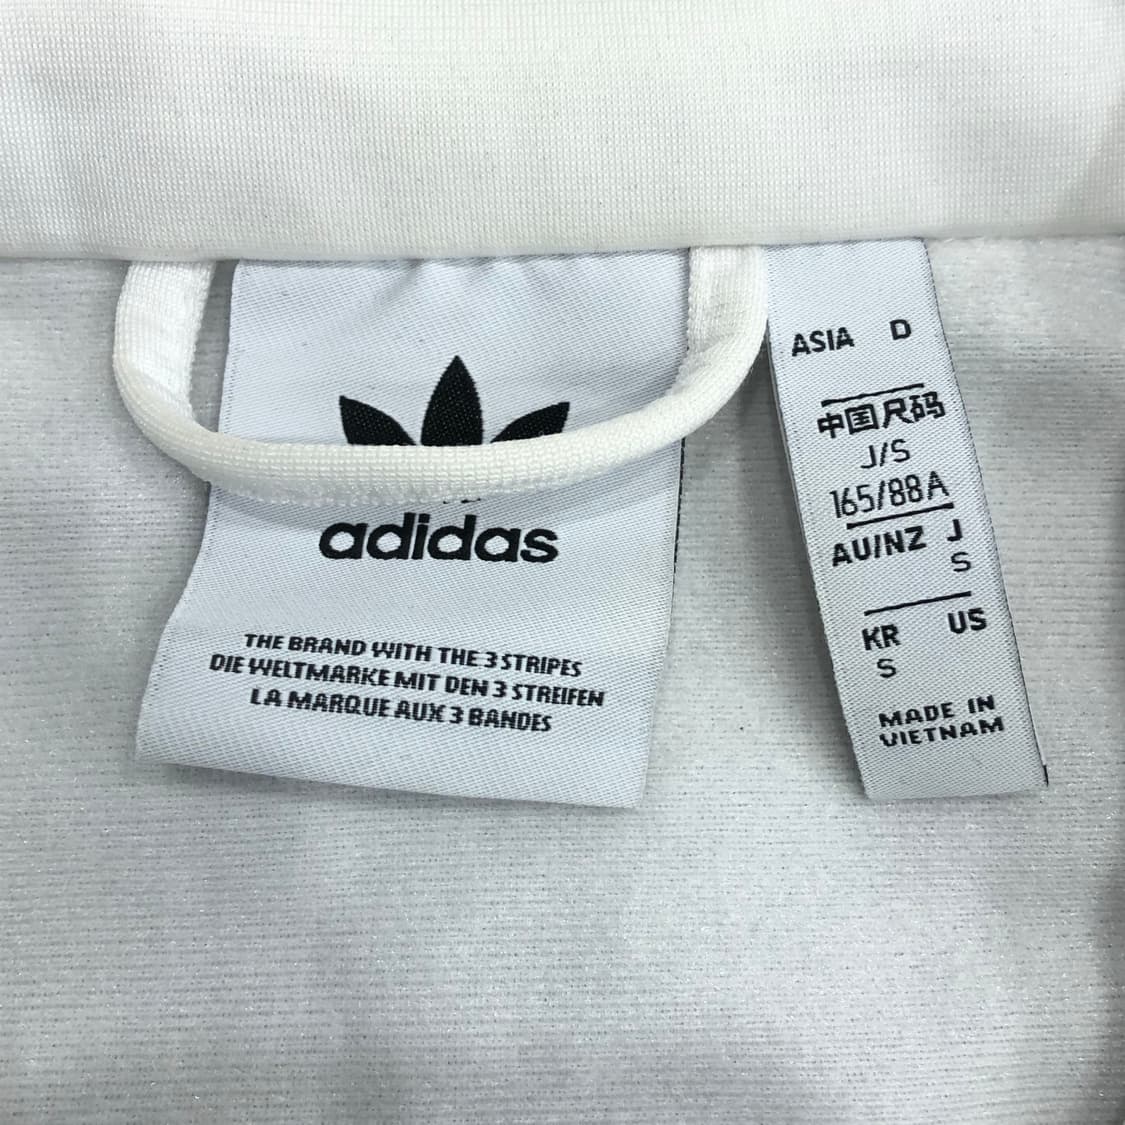 adidas
THE BRAND WITH THE 3 STRIPES
DIE WELTMARKE MIT DEN 3 STREIFEN
LA MARQUE AUX 3 BANDES
ASIA D
中国尺码
J/S
165/88A
AU/NZ J
S
KR US
S
MADE IN
VIETNAM